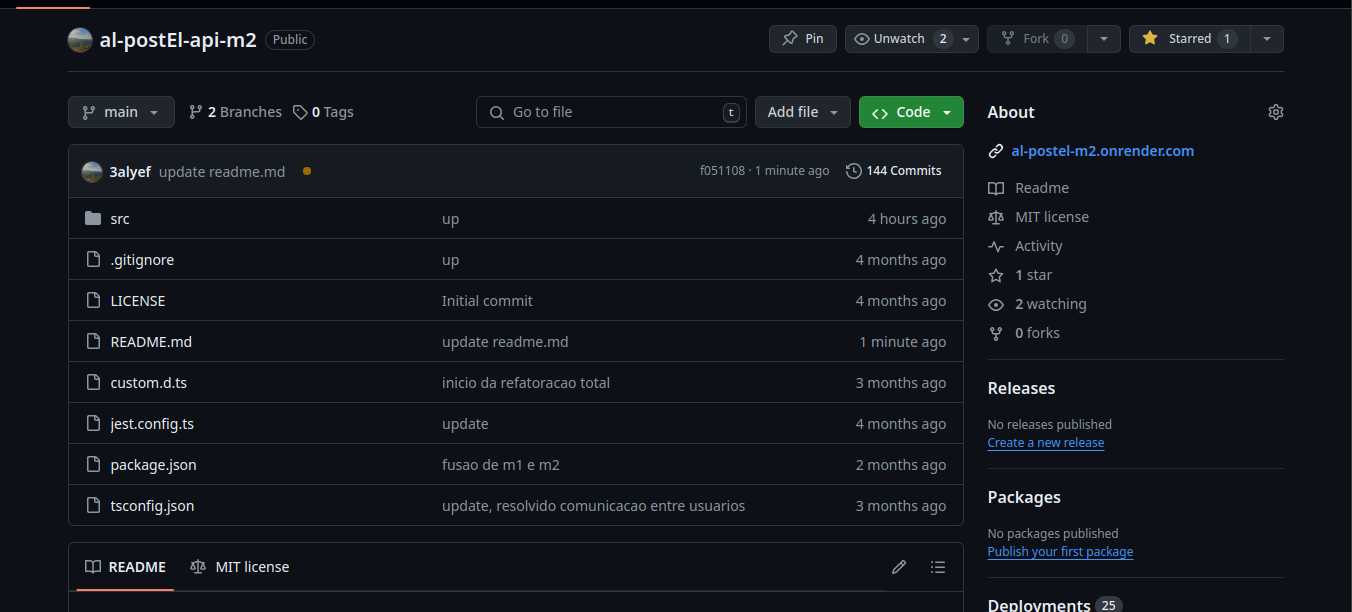 al-postEl-api-m2 Public Pin Unwatch 2 Fork 0 Starred 1
main 2 Branches 0 Tags Go to file t Add file Code
3alyef update readme.md f051108 · 1 minute ago 144 Commits
src up 4 hours ago
.gitignore up 4 months ago
LICENSE Initial commit 4 months ago
README.md update readme.md 1 minute ago
custom.d.ts inicio da refatoracao total 3 months ago
jest.config.ts update 4 months ago
package.json fusao de m1 e m2 2 months ago
tsconfig.json update, resolvido comunicacao entre usuarios 3 months ago
README MIT license
About
al-postel-m2.onrender.com
Readme
MIT license
Activity
1 star
2 watching
0 forks
Releases
No releases published
Create a new release
Packages
No packages published
Publish your first package
Deployments 25